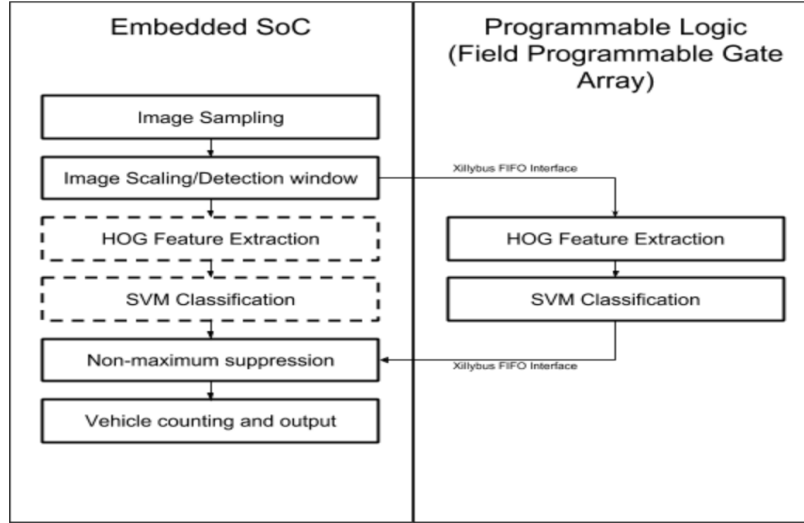 Embedded SoC
Programmable Logic
(Field Programmable Gate
Array)
Image Sampling
Image Scaling/Detection window
Xillybus FIFO Interface
HOG Feature Extraction
HOG Feature Extraction
SVM Classification
SVM Classification
Non-maximum suppression
Xillybus FIFO Interface
Vehicle counting and output